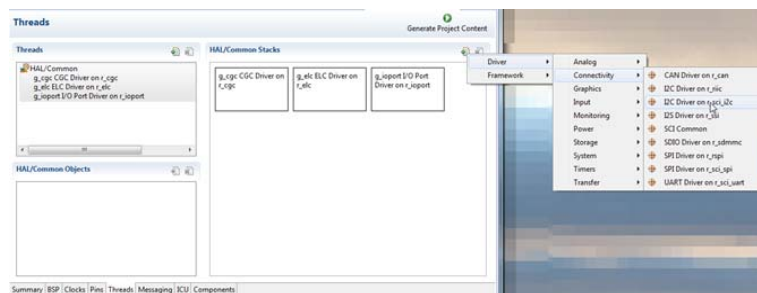 Threads
Generate Project Content
Threads
HAL/Common
g_cgc CGC Driver on r_cgc
g_elc ELC Driver on r_elc
g_ioport I/O Port Driver on r_ioport
HAL/Common Objects
HAL/Common Stacks
g_cgc CGC Driver on
r_cgc
g_elc ELC Driver on
r_elc
g_ioport I/O Port
Driver on r_ioport
Driver
Framework
Analog
Connectivity
Graphics
Input
Monitoring
Power
Storage
System
Timers
Transfer
CAN Driver on r_can
I2C Driver on r_riic
I2C Driver on r_sci_i2c
I2S Driver on r_ssi
SCI Common
SDIO Driver on r_sdmmc
SPI Driver on r_rspi
SPI Driver on r_sci_spi
UART Driver on r_sci_uart
Summary BSP Clocks Pins Threads Messaging ICU Components